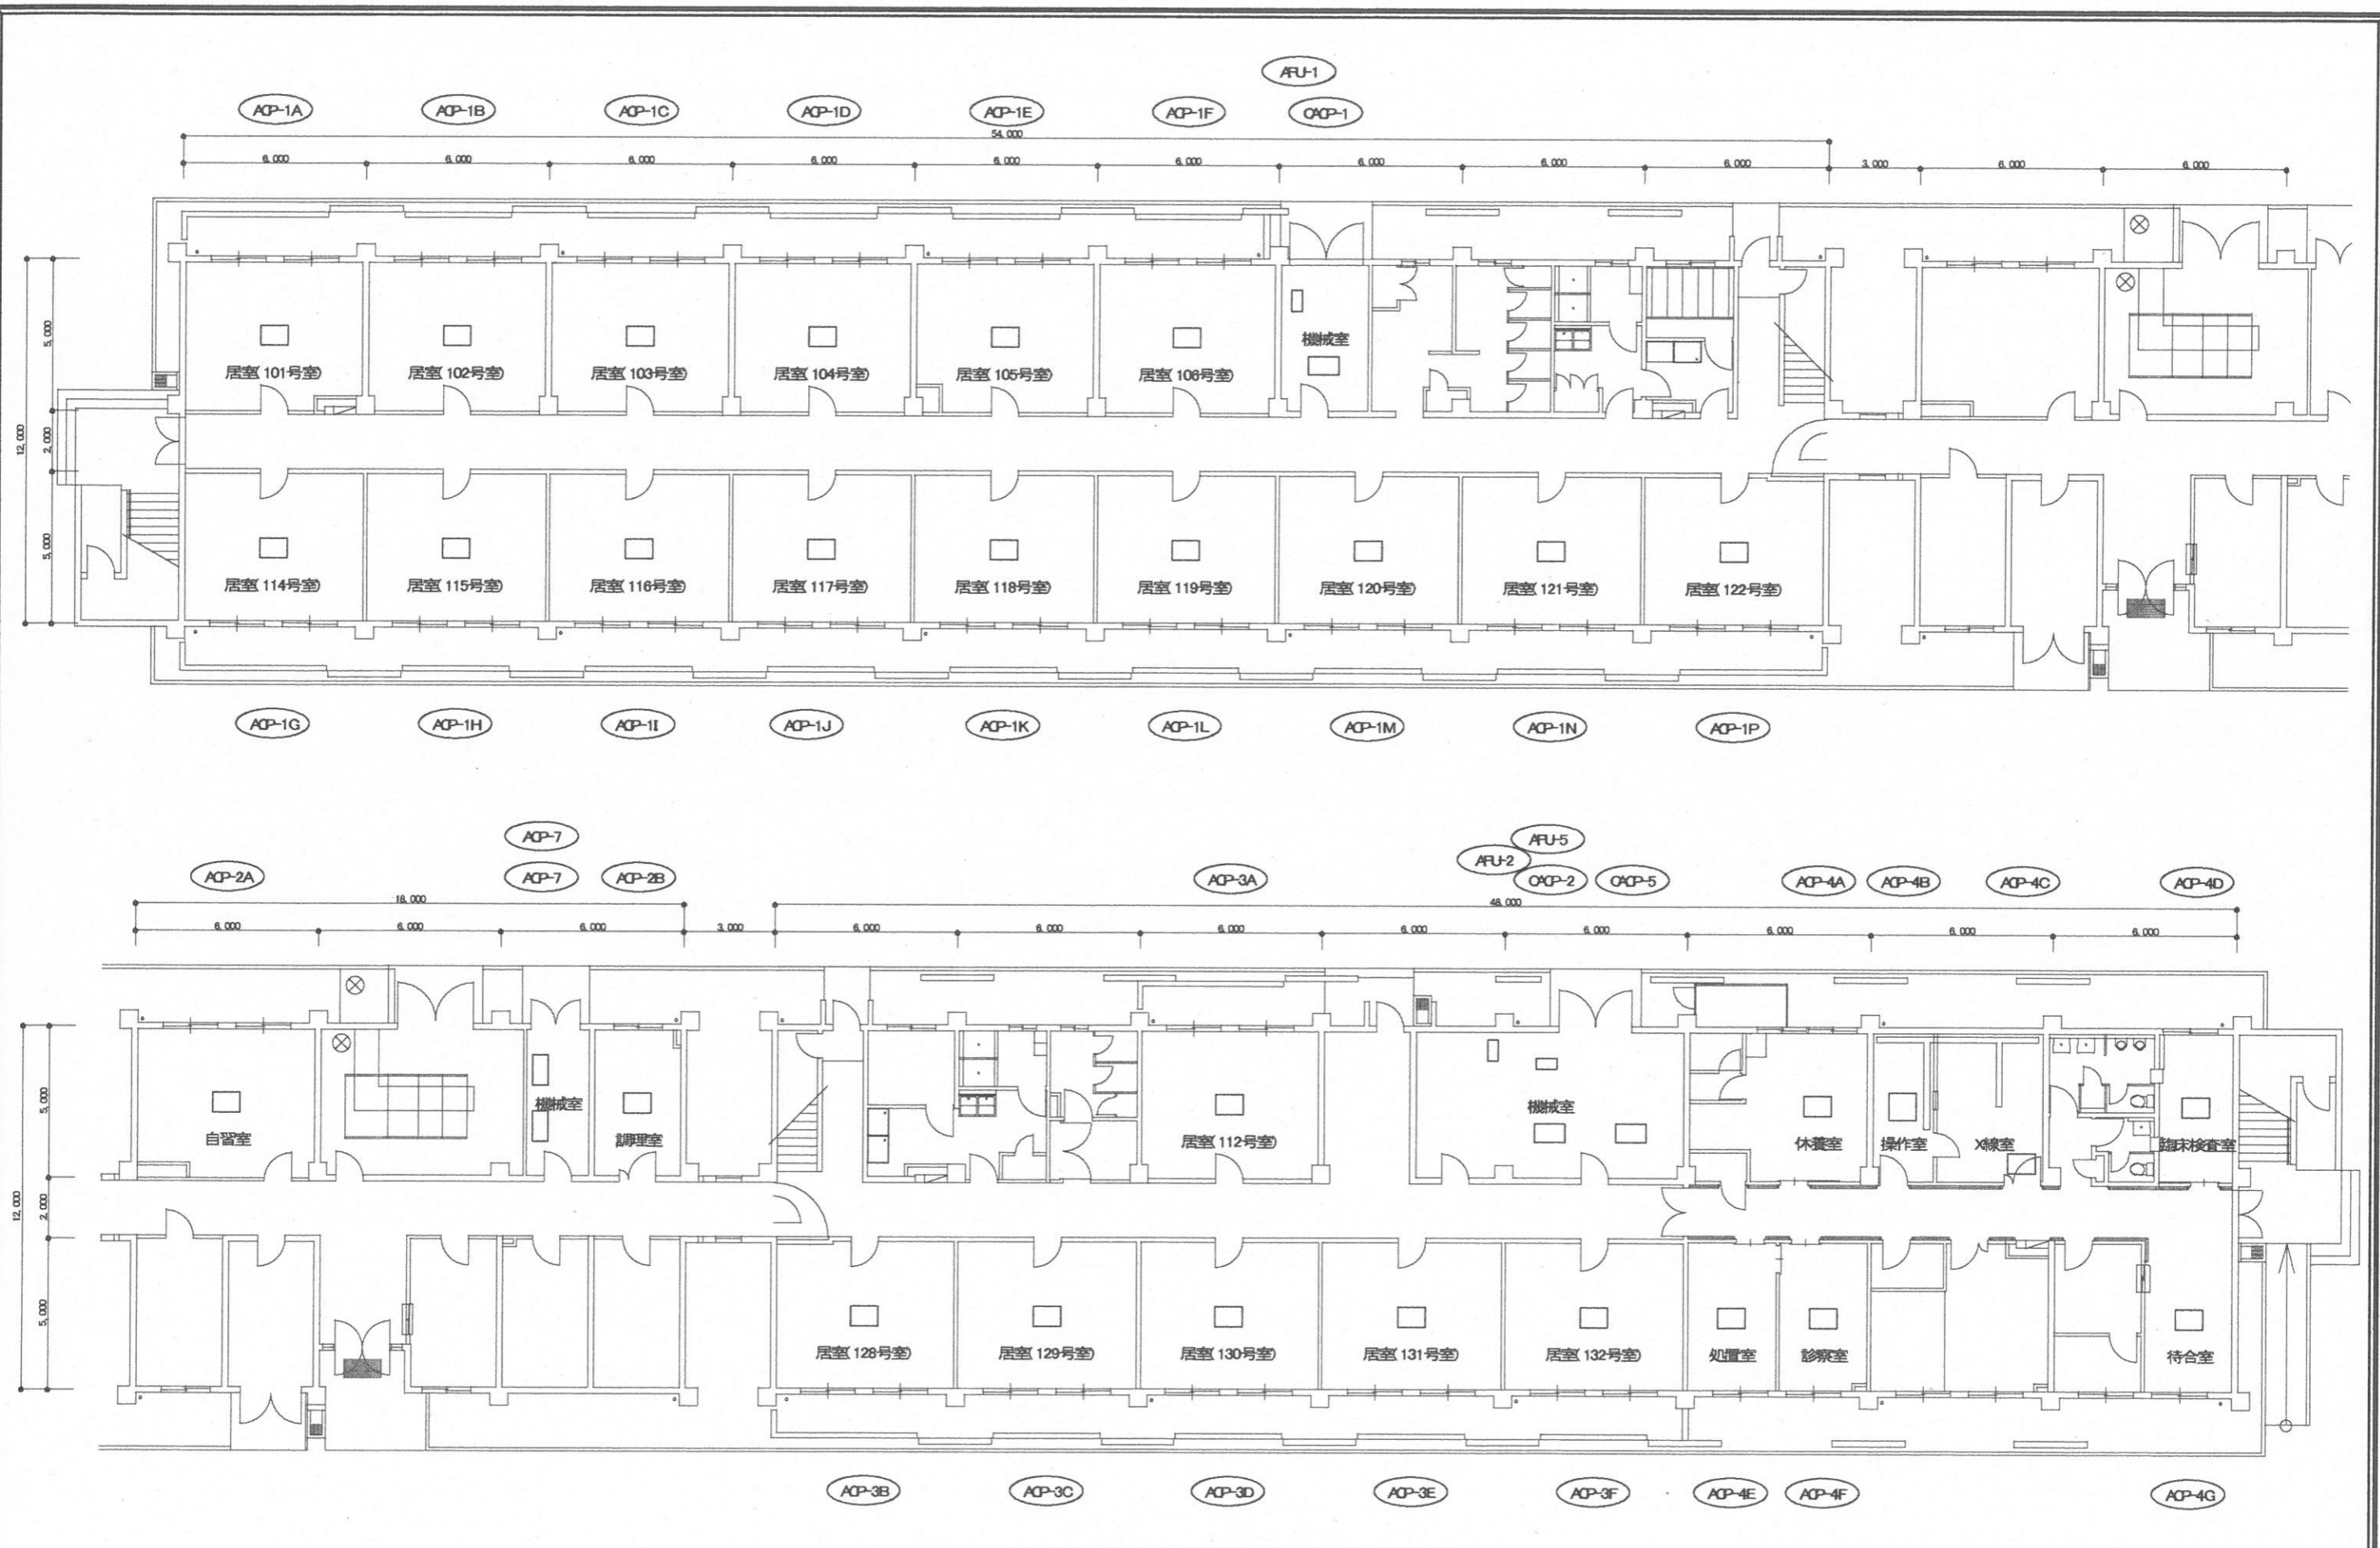 AFU-1
ACP-1A ACP-1B ACP-1C ACP-1D ACP-1E ACP-1F OACP-1
54,000
6,000 6,000 6,000 6,000 6,000 6,000 6,000 6,000 6,000 3,000 6,000 6,000
12,000
5,000
2,000
5,000
機械室
居室(101号室) 居室(102号室) 居室(103号室) 居室(104号室) 居室(105号室) 居室(106号室)
居室(114号室) 居室(115号室) 居室(116号室) 居室(117号室) 居室(118号室) 居室(119号室) 居室(120号室) 居室(121号室) 居室(122号室)
ACP-1G ACP-1H ACP-1I ACP-1J ACP-1K ACP-1L ACP-1M ACP-1N ACP-1P
ACP-7 AFU-5
AFU-2
ACP-2A ACP-7 ACP-2B ACP-3A OACP-2 OACP-5 ACP-4A ACP-4B ACP-4C ACP-4D
18,000 48,000
6,000 6,000 6,000 3,000 6,000 6,000 6,000 6,000 6,000 6,000 6,000 6,000
12,000
5,000
2,000
5,000
機械室 機械室
自習室 調理室 居室(112号室) 休養室 操作室 X線室 臨床検査室
居室(128号室) 居室(129号室) 居室(130号室) 居室(131号室) 居室(132号室) 処置室 診察室 待合室
ACP-3B ACP-3C ACP-3D ACP-3E ACP-3F ACP-4E ACP-4F ACP-4G